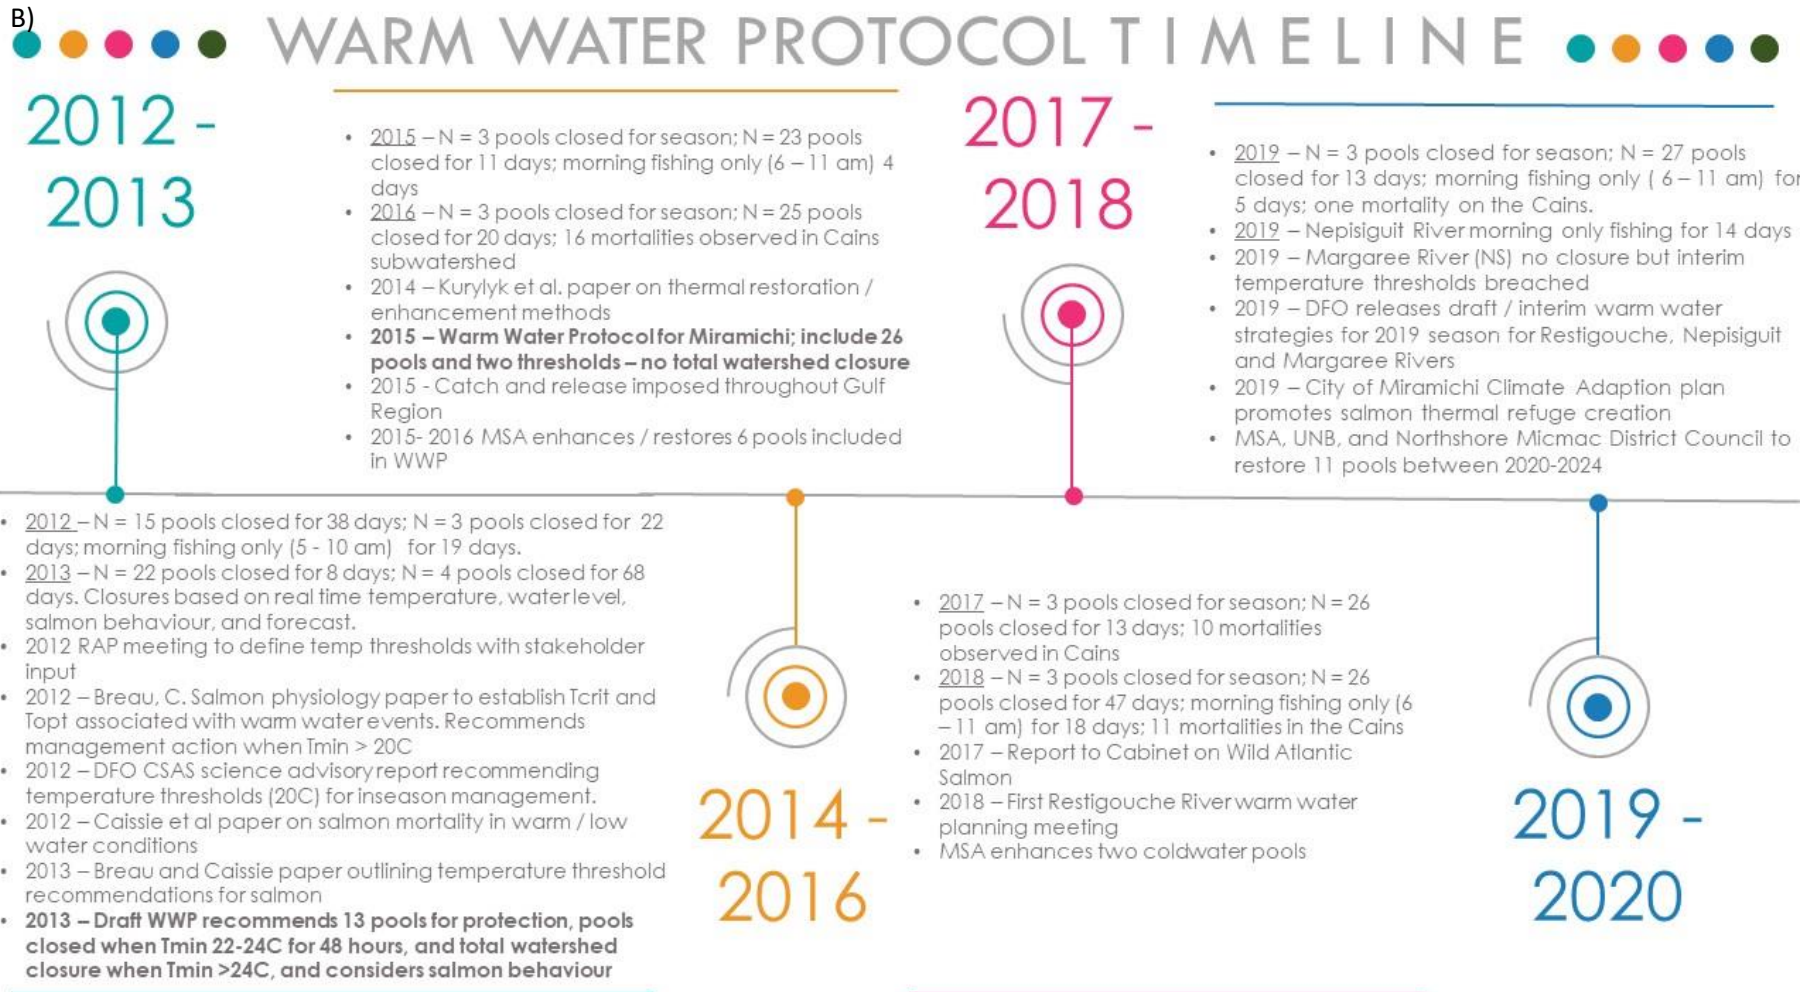 B)
WARM WATER PROTOCOL TIMELINE
2012 -
2013
• 2012 – N = 15 pools closed for 38 days; N = 3 pools closed for 22
days; morning fishing only (5 - 10 am) for 19 days.
• 2013 – N = 22 pools closed for 8 days; N = 4 pools closed for 68
days. Closures based on real time temperature, water level,
salmon behaviour, and forecast.
• 2012 RAP meeting to define temp thresholds with stakeholder
input
• 2012 – Breau, C. Salmon physiology paper to establish Tcrit and
Topt associated with warm water events. Recommends
management action when Tmin > 20C
• 2012 – DFO CSAS science advisory report recommending
temperature thresholds (20C) for inseason management.
• 2012 – Caissie et al paper on salmon mortality in warm / low
water conditions
• 2013 – Breau and Caissie paper outlining temperature threshold
recommendations for salmon
• 2013 – Draft WWP recommends 13 pools for protection, pools
closed when Tmin 22-24C for 48 hours, and total watershed
closure when Tmin >24C, and considers salmon behaviour
• 2015 – N = 3 pools closed for season; N = 23 pools
closed for 11 days; morning fishing only (6 – 11 am) 4
days
• 2016 – N = 3 pools closed for season; N = 25 pools
closed for 20 days; 16 mortalities observed in Cains
subwatershed
• 2014 – Kurylyk et al. paper on thermal restoration /
enhancement methods
• 2015 – Warm Water Protocol for Miramichi; include 26
pools and two thresholds – no total watershed closure
• 2015 - Catch and release imposed throughout Gulf
Region
• 2015- 2016 MSA enhances / restores 6 pools included
in WWP
2014 -
2016
2017 -
2018
• 2017 – N = 3 pools closed for season; N = 26
pools closed for 13 days; 10 mortalities
observed in Cains
• 2018 – N = 3 pools closed for season; N = 26
pools closed for 47 days; morning fishing only (6
– 11 am) for 18 days; 11 mortalities in the Cains
• 2017 – Report to Cabinet on Wild Atlantic
Salmon
• 2018 – First Restigouche River warm water
planning meeting
• MSA enhances two coldwater pools
• 2019 – N = 3 pools closed for season; N = 27 pools
closed for 13 days; morning fishing only ( 6 – 11 am) for
5 days; one mortality on the Cains.
• 2019 – Nepisiguit River morning only fishing for 14 days
• 2019 – Margaree River (NS) no closure but interim
temperature thresholds breached
• 2019 – DFO releases draft / interim warm water
strategies for 2019 season for Restigouche, Nepisiguit
and Margaree Rivers
• 2019 – City of Miramichi Climate Adaption plan
promotes salmon thermal refuge creation
• MSA, UNB, and Northshore Micmac District Council to
restore 11 pools between 2020-2024
2019 -
2020